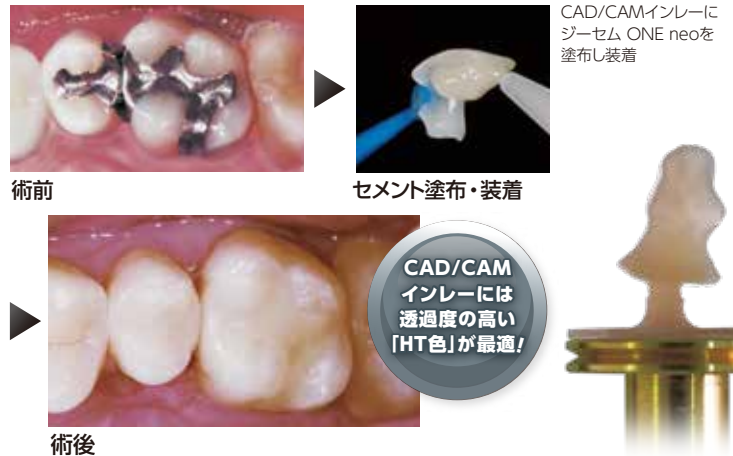 CAD/CAMインレーに
ジーセム ONE neoを
塗布し装着
術前
セメント塗布・装着
CAD/CAM
インレーには
透過度の高い
「HT色」が最適!
術後